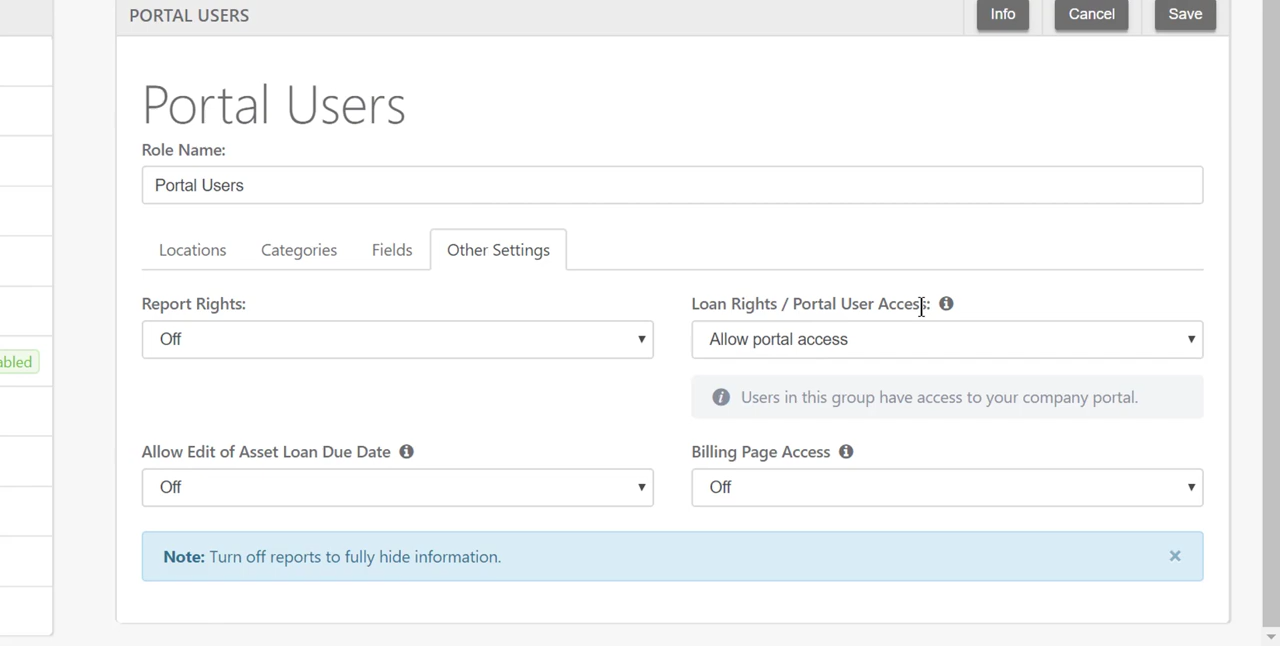 PORTAL USERS
Info
Cancel
Save
Portal Users
Role Name:
Portal Users
Locations
Categories
Fields
Other Settings
Report Rights:
Loan Rights / Portal User Access:
Off
Allow portal access
abled
Users in this group have access to your company portal.
Allow Edit of Asset Loan Due Date
Billing Page Access
Off
Off
Note: Turn off reports to fully hide information.